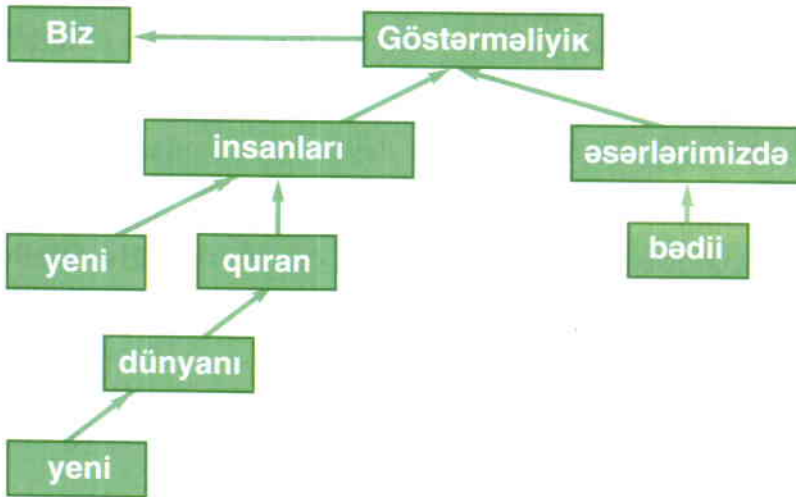 Biz
Göstərməliyik
insanları
əsərlərimizdə
yeni
quran
bədii
dünyanı
yeni